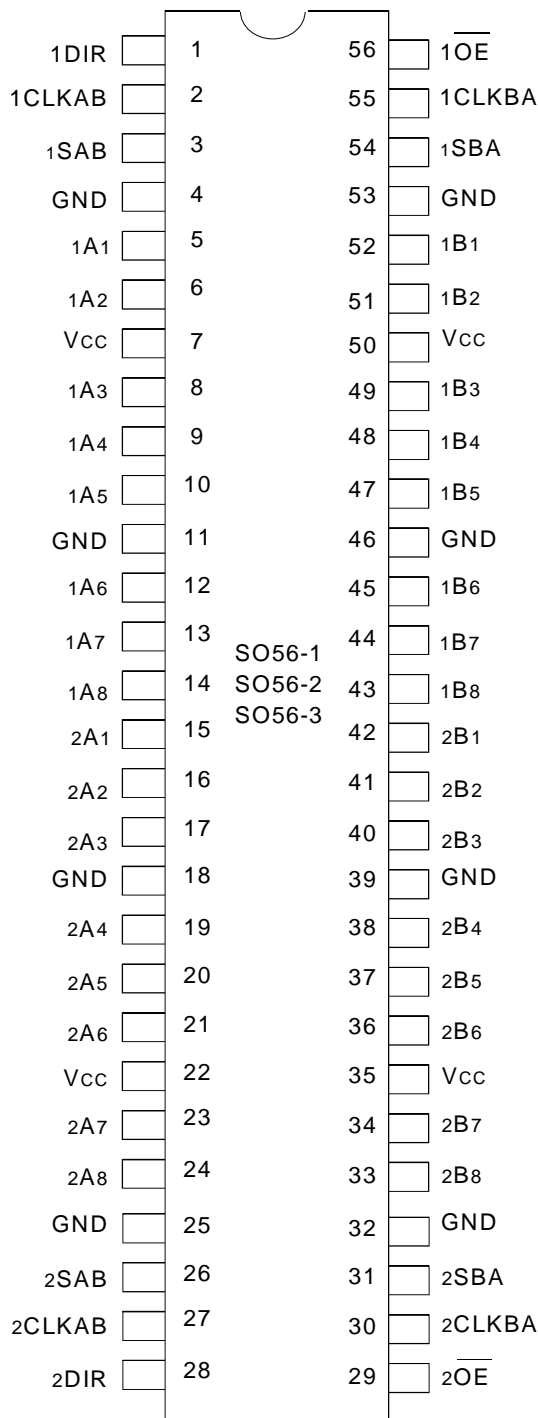 1DIR 1 56 1O̅E̅
1CLKAB 2 55 1CLKBA
1SAB 3 54 1SBA
GND 4 53 GND
1A1 5 52 1B1
1A2 6 51 1B2
VCC 7 50 VCC
1A3 8 49 1B3
1A4 9 48 1B4
1A5 10 47 1B5
GND 11 46 GND
1A6 12 45 1B6
1A7 13 44 1B7
SO56-1
1A8 14 43 1B8
SO56-2
SO56-3
2A1 15 42 2B1
2A2 16 41 2B2
2A3 17 40 2B3
GND 18 39 GND
2A4 19 38 2B4
2A5 20 37 2B5
2A6 21 36 2B6
VCC 22 35 VCC
2A7 23 34 2B7
2A8 24 33 2B8
GND 25 32 GND
2SAB 26 31 2SBA
2CLKAB 27 30 2CLKBA
2DIR 28 29 2O̅E̅